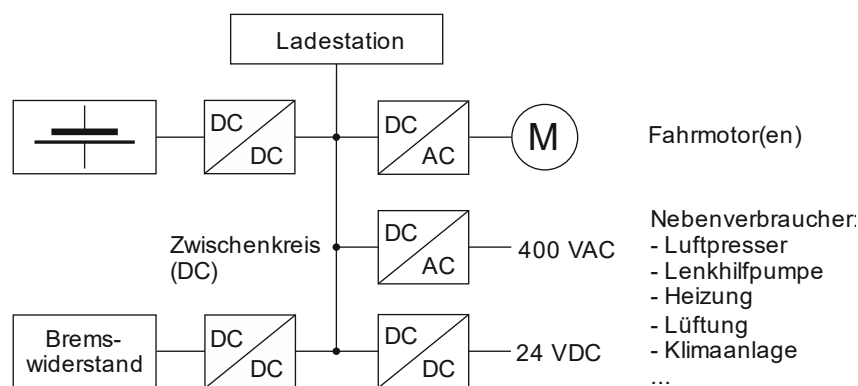 Ladestation
DC
DC
DC
AC
M
Fahrmotor(en)
Zwischenkreis
(DC)
DC
AC
400 VAC
Nebenverbraucher:
- Luftpresser
- Lenkhilfpumpe
- Heizung
- Lüftung
- Klimaanlage
...
Brems-
widerstand
DC
DC
DC
DC
24 VDC